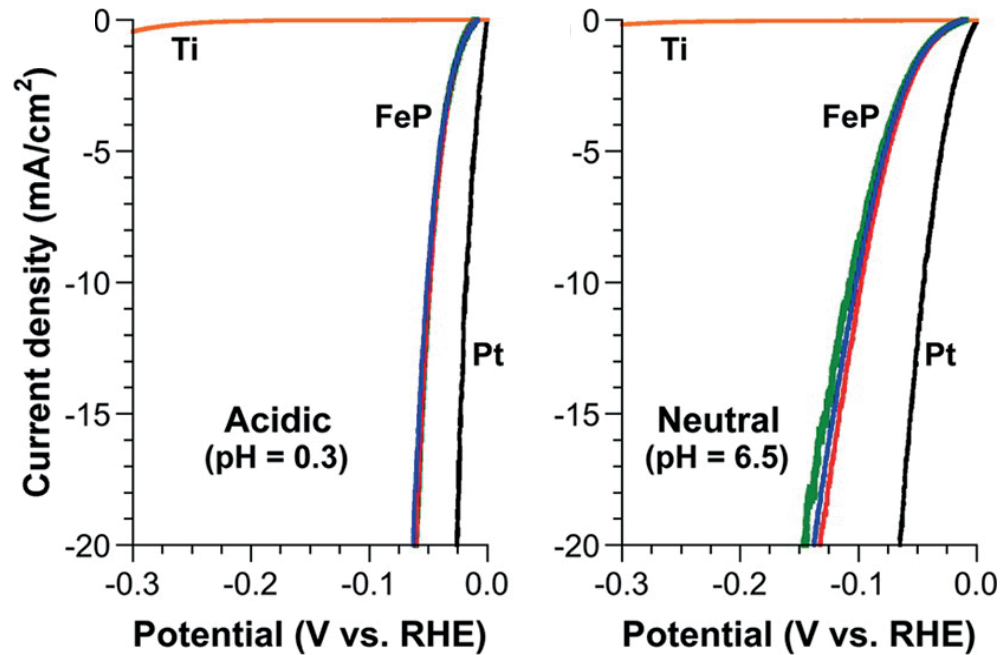 Current density (mA/cm²)
0
-5
-10
-15
-20
Ti
FeP
Pt
Acidic
(pH = 0.3)
-0.3
-0.2
-0.1
0.0
Potential (V vs. RHE)
0
-5
-10
-15
-20
Ti
FeP
Pt
Neutral
(pH = 6.5)
-0.3
-0.2
-0.1
0.0
Potential (V vs. RHE)